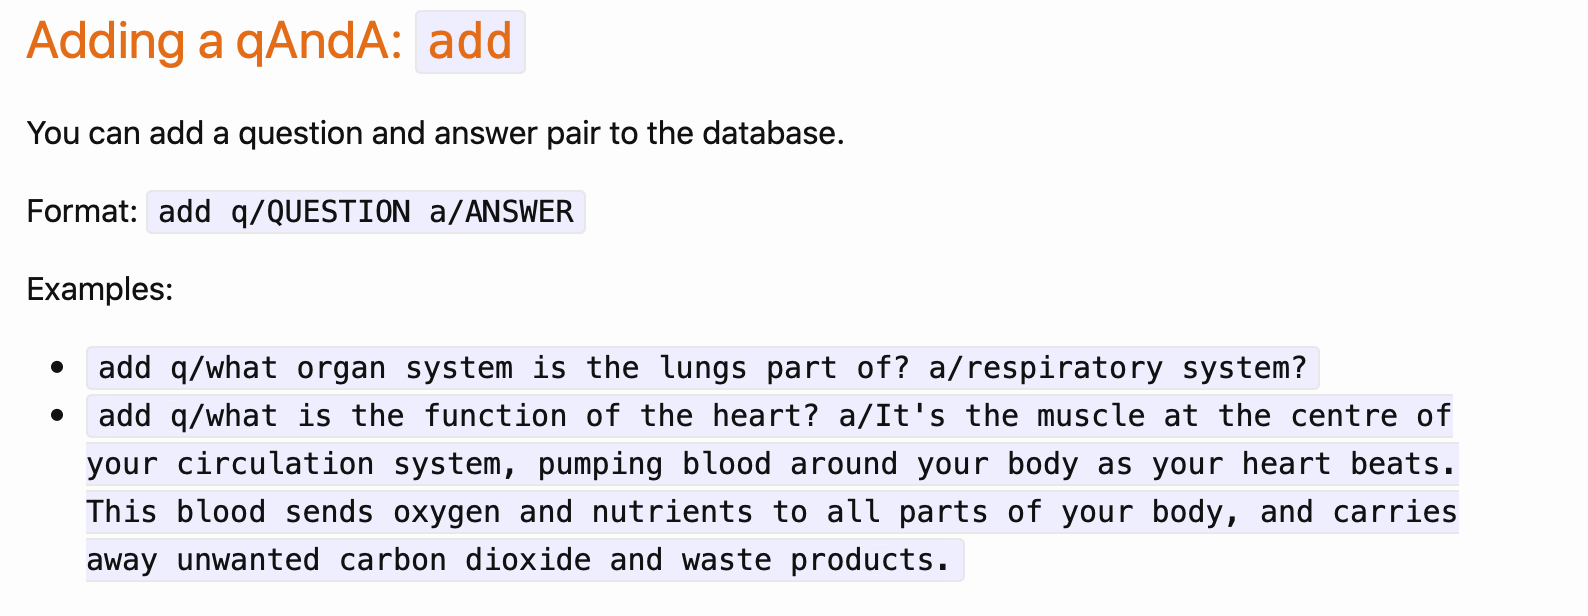 Adding a qAndA: add
You can add a question and answer pair to the database.
Format: add q/QUESTION a/ANSWER
Examples:
• add q/what organ system is the lungs part of? a/respiratory system?
• add q/what is the function of the heart? a/It's the muscle at the centre of
your circulation system, pumping blood around your body as your heart beats.
This blood sends oxygen and nutrients to all parts of your body, and carries
away unwanted carbon dioxide and waste products.